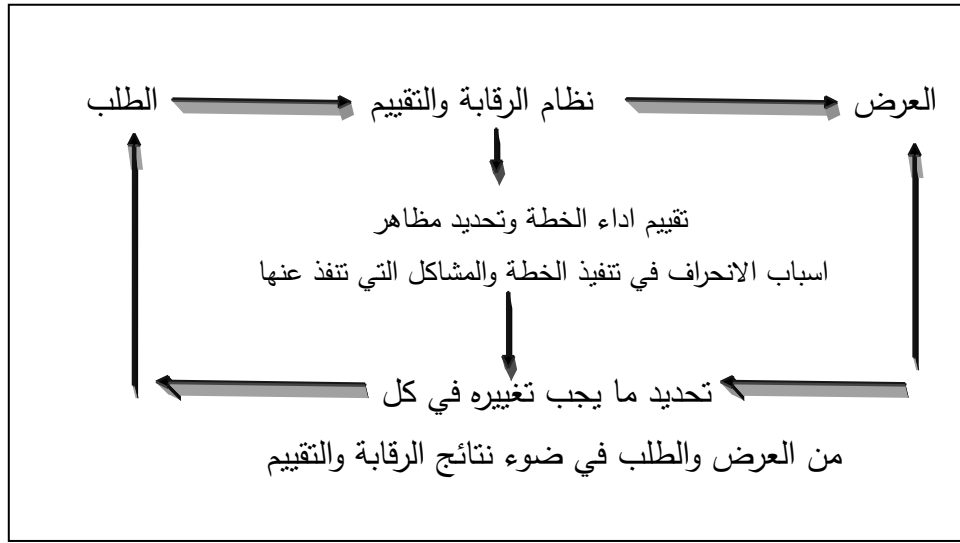 العرض
نظام الرقابة والتقييم
الطلب
تقييم اداء الخطة وتحديد مظاهر
اسباب الانحراف في تنفيذ الخطة والمشاكل التي تنفذ عنها
تحديد ما يجب تغييره في كل
من العرض والطلب في ضوء نتائج الرقابة والتقييم